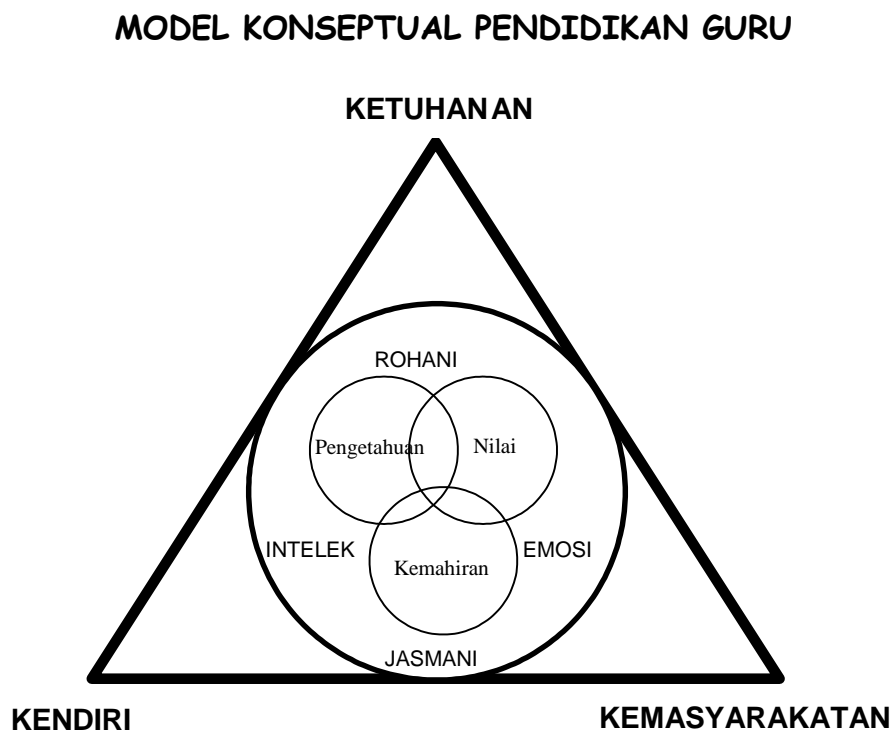 MODEL KONSEPTUAL PENDIDIKAN GURU
KETUHANAN
ROHANI
Pengetahuan
Nilai
INTELEK
EMOSI
Kemahiran
JASMANI
KENDIRI
KEMASYARAKATAN